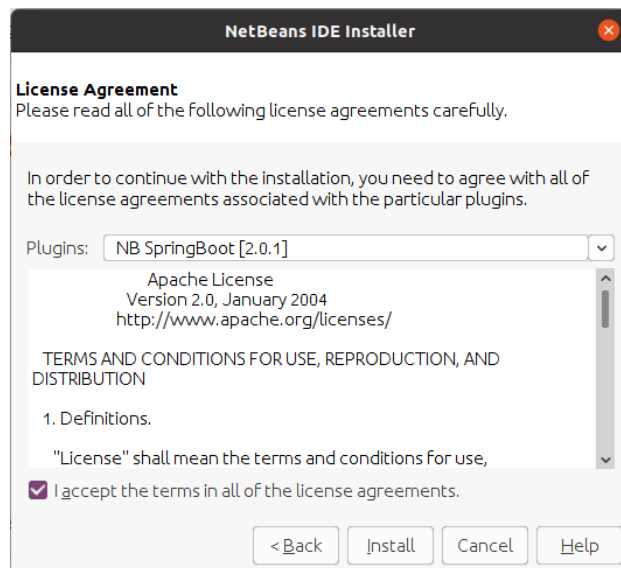 NetBeans IDE Installer
License Agreement
Please read all of the following license agreements carefully.
In order to continue with the installation, you need to agree with all of
the license agreements associated with the particular plugins.
Plugins: NB SpringBoot [2.0.1]
Apache License
Version 2.0, January 2004
http://www.apache.org/licenses/
TERMS AND CONDITIONS FOR USE, REPRODUCTION, AND
DISTRIBUTION
1. Definitions.
"License" shall mean the terms and conditions for use,
I accept the terms in all of the license agreements.
< Back Install Cancel Help